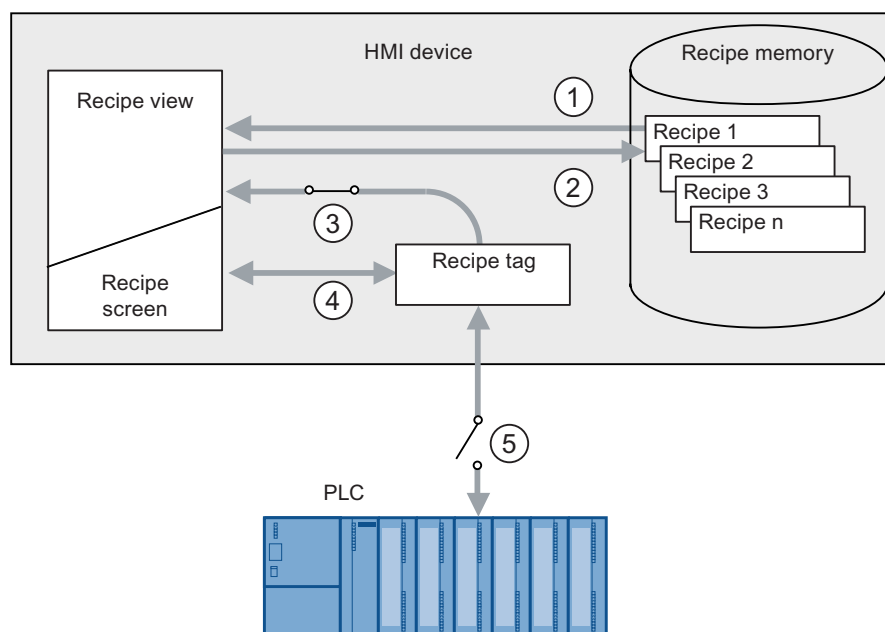 HMI device
Recipe memory
Recipe view
1
Recipe 1
Recipe 2
2
Recipe 3
3
Recipe n
Recipe tag
Recipe
screen
4
5
PLC